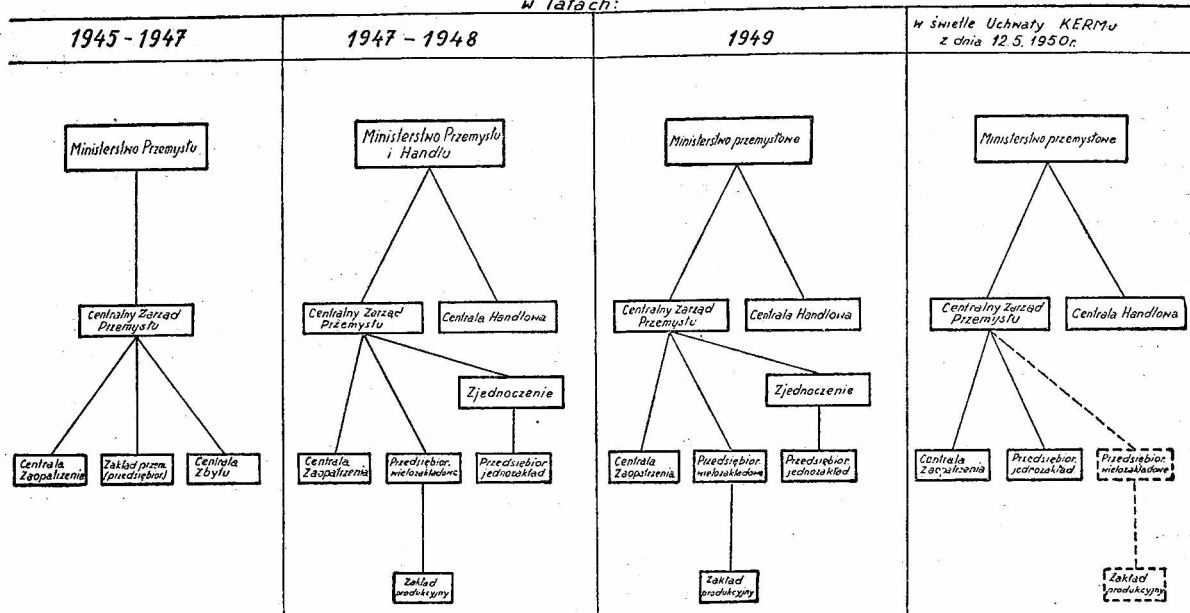 w latach:
1945-1947
1947-1948
1949
w świetle Uchwały KERMu
z dnia 12.5.1950r.
Ministerstwo Przemysłu
Centralny Zarząd
Przemysłu
Centrala
Zaopatrzenia
Zakład przem.
/przedsiębior/
Centrala
Zbytu
Ministerstwo Przemysłu
i Handlu
Centralny Zarząd
Przemysłu
Centrala Handlowa
Zjednoczenie
Centrala
Zaopatrzenia
Przedsiębior.
wielozakładowe
Przedsiębior.
jednozakład.
Zakład
produkcyjny
Ministerstwo przemysłowe
Centralny Zarząd
Przemysłu
Centrala Handlowa
Zjednoczenie
Centrala
Zaopatrzenia
Przedsiębior.
wielozakładowe
Przedsiębior.
jednozakład.
Zakład
produkcyjny
Ministerstwo przemysłowe
Centralny Zarząd
Przemysłu
Centrala Handlowa
Centrala
Zaopatrzenia
Przedsiębior.
jednozakład.
Przedsiębior.
wielozakładowe
Zakład
produkcyjny